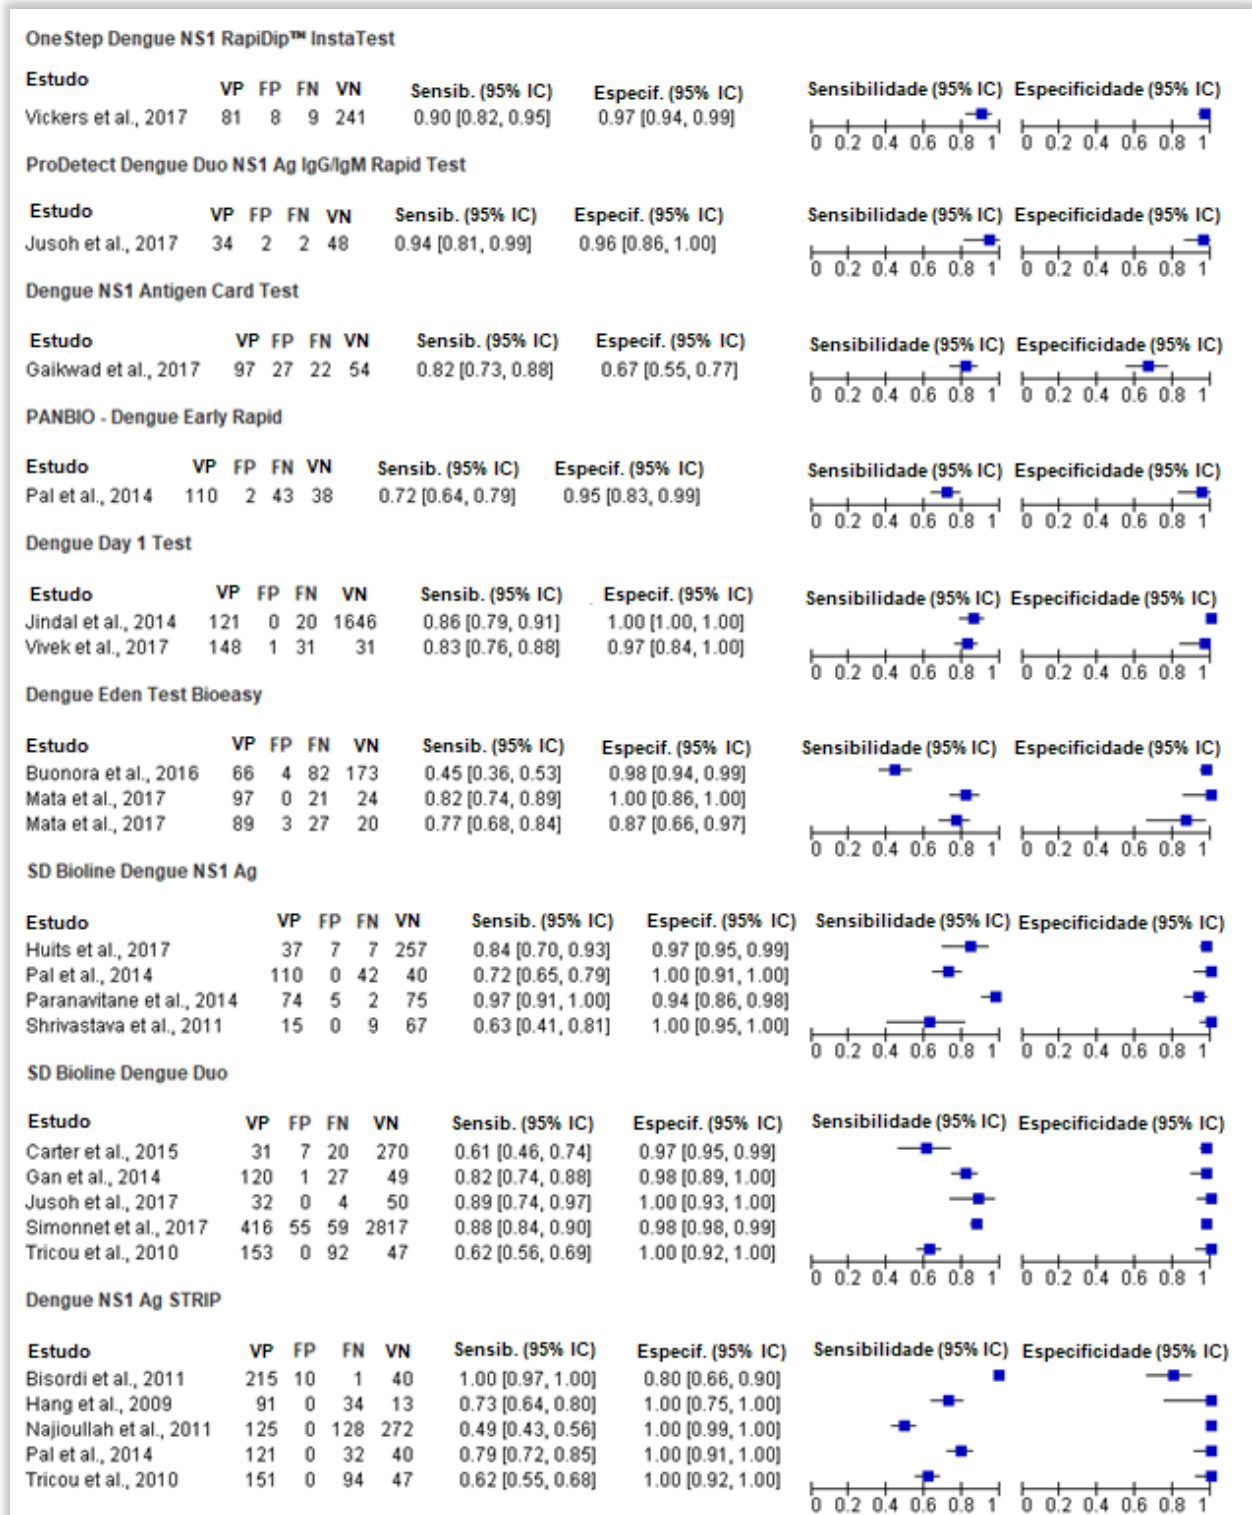 OneStep Dengue NS1 RapiDip™ InstaTest
Estudo VP FP FN VN Sensib. (95% IC) Especif. (95% IC) Sensibilidade (95% IC) Especificidade (95% IC)
Vickers et al., 2017 81 8 9 241 0.90 [0.82, 0.95] 0.97 [0.94, 0.99]
0 0.2 0.4 0.6 0.8 1 0 0.2 0.4 0.6 0.8 1
ProDetect Dengue Duo NS1 Ag IgG/IgM Rapid Test
Estudo VP FP FN VN Sensib. (95% IC) Especif. (95% IC) Sensibilidade (95% IC) Especificidade (95% IC)
Jusoh et al., 2017 34 2 2 48 0.94 [0.81, 0.99] 0.96 [0.86, 1.00]
0 0.2 0.4 0.6 0.8 1 0 0.2 0.4 0.6 0.8 1
Dengue NS1 Antigen Card Test
Estudo VP FP FN VN Sensib. (95% IC) Especif. (95% IC) Sensibilidade (95% IC) Especificidade (95% IC)
Gaikwad et al., 2017 97 27 22 54 0.82 [0.73, 0.88] 0.67 [0.55, 0.77]
0 0.2 0.4 0.6 0.8 1 0 0.2 0.4 0.6 0.8 1
PANBIO - Dengue Early Rapid
Estudo VP FP FN VN Sensib. (95% IC) Especif. (95% IC) Sensibilidade (95% IC) Especificidade (95% IC)
Pal et al., 2014 110 2 43 38 0.72 [0.64, 0.79] 0.95 [0.83, 0.99]
0 0.2 0.4 0.6 0.8 1 0 0.2 0.4 0.6 0.8 1
Dengue Day 1 Test
Estudo VP FP FN VN Sensib. (95% IC) Especif. (95% IC) Sensibilidade (95% IC) Especificidade (95% IC)
Jindal et al., 2014 121 0 20 1646 0.86 [0.79, 0.91] 1.00 [1.00, 1.00]
Vivek et al., 2017 148 1 31 31 0.83 [0.76, 0.88] 0.97 [0.84, 1.00]
0 0.2 0.4 0.6 0.8 1 0 0.2 0.4 0.6 0.8 1
Dengue Eden Test Bioeasy
Estudo VP FP FN VN Sensib. (95% IC) Especif. (95% IC) Sensibilidade (95% IC) Especificidade (95% IC)
Buonora et al., 2016 66 4 82 173 0.45 [0.36, 0.53] 0.98 [0.94, 0.99]
Mata et al., 2017 97 0 21 24 0.82 [0.74, 0.89] 1.00 [0.86, 1.00]
Mata et al., 2017 89 3 27 20 0.77 [0.68, 0.84] 0.87 [0.66, 0.97]
0 0.2 0.4 0.6 0.8 1 0 0.2 0.4 0.6 0.8 1
SD Bioline Dengue NS1 Ag
Estudo VP FP FN VN Sensib. (95% IC) Especif. (95% IC) Sensibilidade (95% IC) Especificidade (95% IC)
Huits et al., 2017 37 7 7 257 0.84 [0.70, 0.93] 0.97 [0.95, 0.99]
Pal et al., 2014 110 0 42 40 0.72 [0.65, 0.79] 1.00 [0.91, 1.00]
Paranavitane et al., 2014 74 5 2 75 0.97 [0.91, 1.00] 0.94 [0.86, 0.98]
Shrivastava et al., 2011 15 0 9 67 0.63 [0.41, 0.81] 1.00 [0.95, 1.00]
0 0.2 0.4 0.6 0.8 1 0 0.2 0.4 0.6 0.8 1
SD Bioline Dengue Duo
Estudo VP FP FN VN Sensib. (95% IC) Especif. (95% IC) Sensibilidade (95% IC) Especificidade (95% IC)
Carter et al., 2015 31 7 20 270 0.61 [0.46, 0.74] 0.97 [0.95, 0.99]
Gan et al., 2014 120 1 27 49 0.82 [0.74, 0.88] 0.98 [0.89, 1.00]
Jusoh et al., 2017 32 0 4 50 0.89 [0.74, 0.97] 1.00 [0.93, 1.00]
Simonnet et al., 2017 416 55 59 2817 0.88 [0.84, 0.90] 0.98 [0.98, 0.99]
Tricou et al., 2010 153 0 92 47 0.62 [0.56, 0.69] 1.00 [0.92, 1.00]
0 0.2 0.4 0.6 0.8 1 0 0.2 0.4 0.6 0.8 1
Dengue NS1 Ag STRIP
Estudo VP FP FN VN Sensib. (95% IC) Especif. (95% IC) Sensibilidade (95% IC) Especificidade (95% IC)
Bisordi et al., 2011 215 10 1 40 1.00 [0.97, 1.00] 0.80 [0.66, 0.90]
Hang et al., 2009 91 0 34 13 0.73 [0.64, 0.80] 1.00 [0.75, 1.00]
Najioullah et al., 2011 125 0 128 272 0.49 [0.43, 0.56] 1.00 [0.99, 1.00]
Pal et al., 2014 121 0 32 40 0.79 [0.72, 0.85] 1.00 [0.91, 1.00]
Tricou et al., 2010 151 0 94 47 0.62 [0.55, 0.68] 1.00 [0.92, 1.00]
0 0.2 0.4 0.6 0.8 1 0 0.2 0.4 0.6 0.8 1